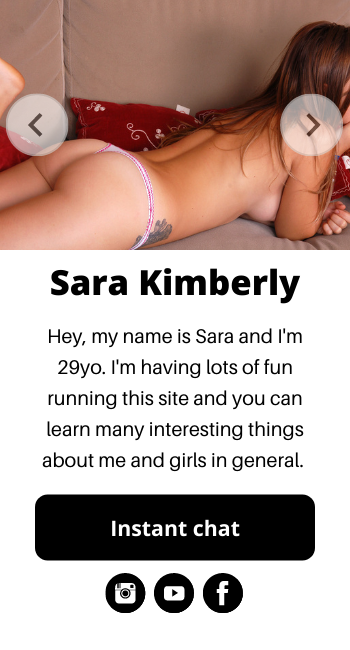 Sara Kimberly
Hey, my name is Sara and I'm
29yo. I'm having lots of fun
running this site and you can
learn many interesting things
about me and girls in general.
Instant chat